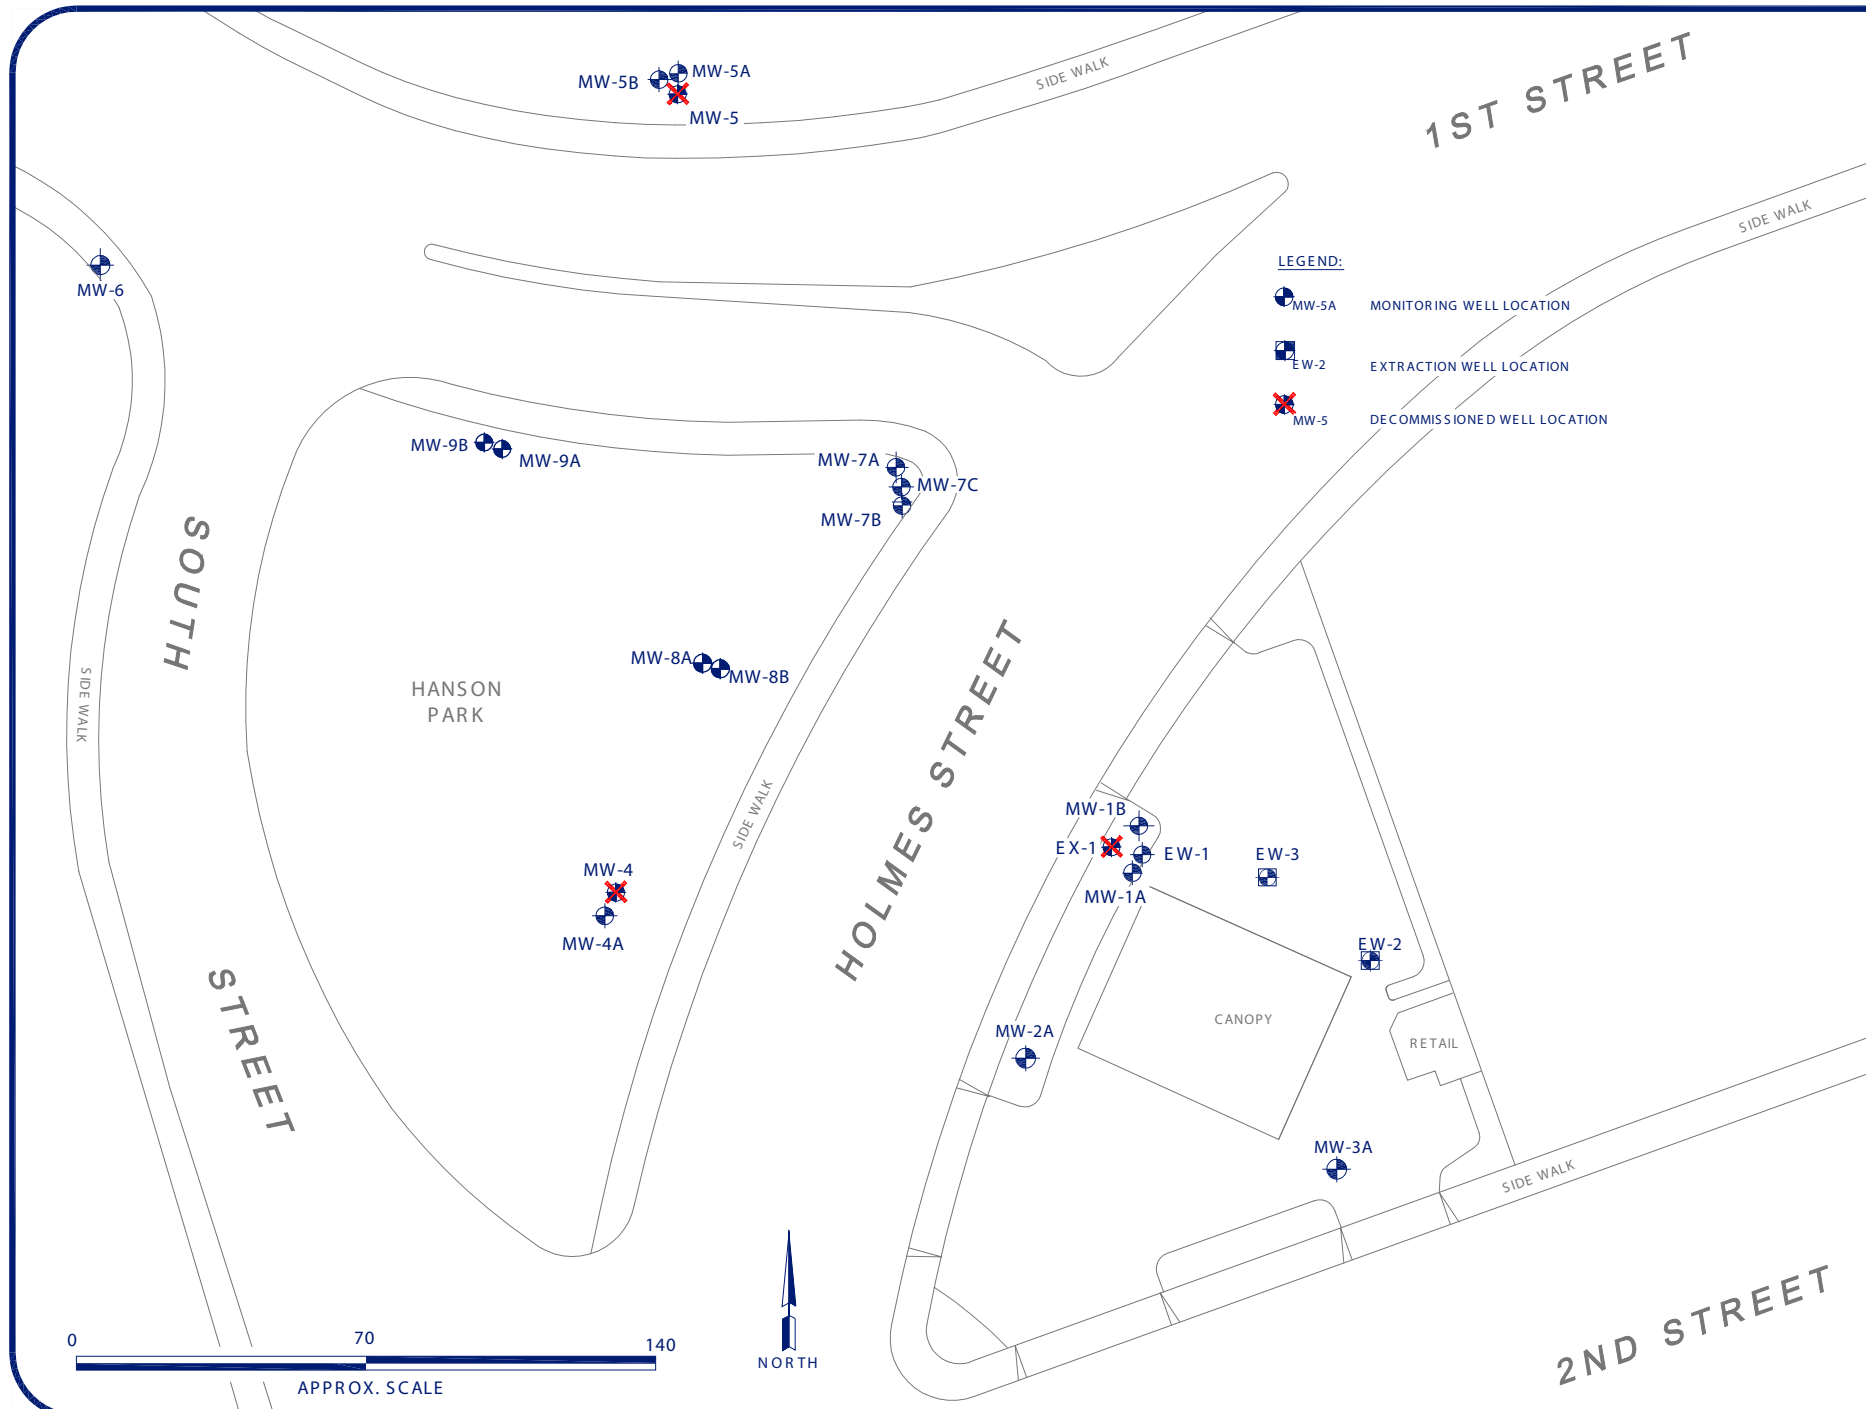 MW-5B
MW-5A
MW-5
SIDE WALK
1ST STREET
SIDE WALK
MW-6
LEGEND:
MW-5A MONITORING WELL LOCATION
EW-2 EXTRACTION WELL LOCATION
MW-5 DECOMMISSIONED WELL LOCATION
MW-9B
MW-9A
MW-7A
MW-7C
MW-7B
SOUTH
STREET
SIDE WALK
MW-8A
MW-8B
HANSON
PARK
HOLMES STREET
SIDE WALK
MW-1B
EX-1
EW-1
EW-3
MW-1A
MW-4
MW-4A
EW-2
CANOPY
RETAIL
MW-2A
MW-3A
SIDE WALK
2ND STREET
NORTH
0 70 140
APPROX. SCALE